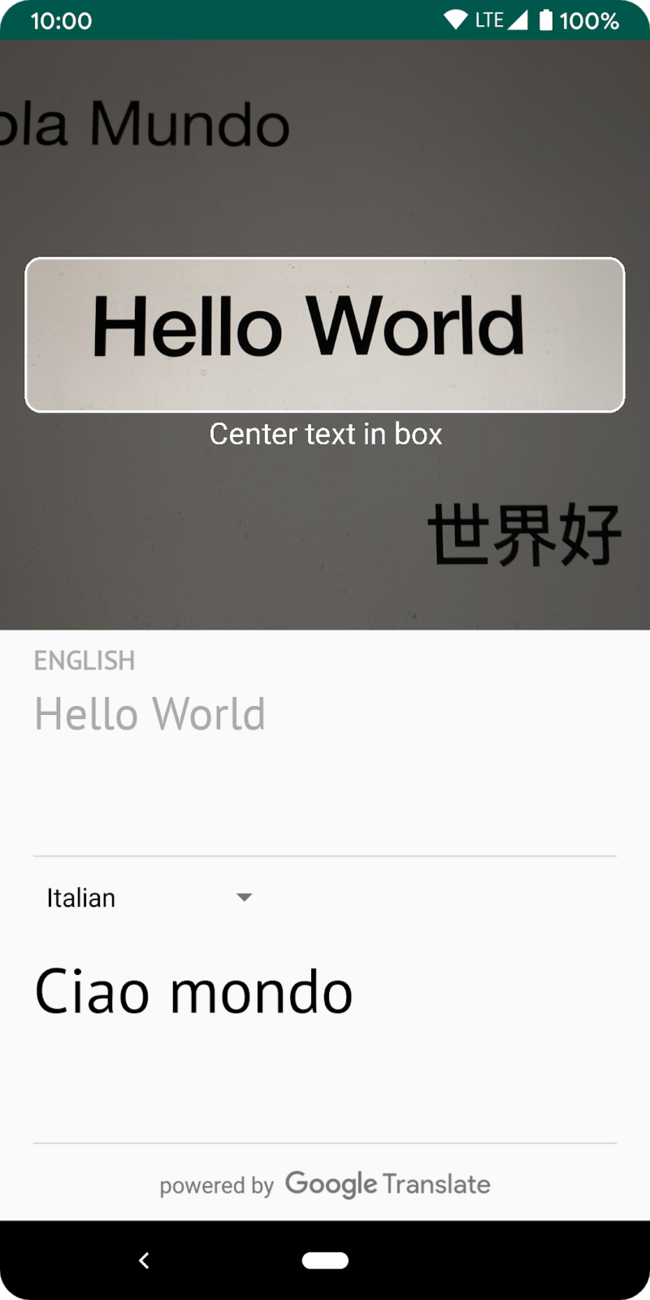 10:00 LTE 100%
ola Mundo
Hello World
Center text in box
世界好
ENGLISH
Hello World
Italian
Ciao mondo
powered by Google Translate